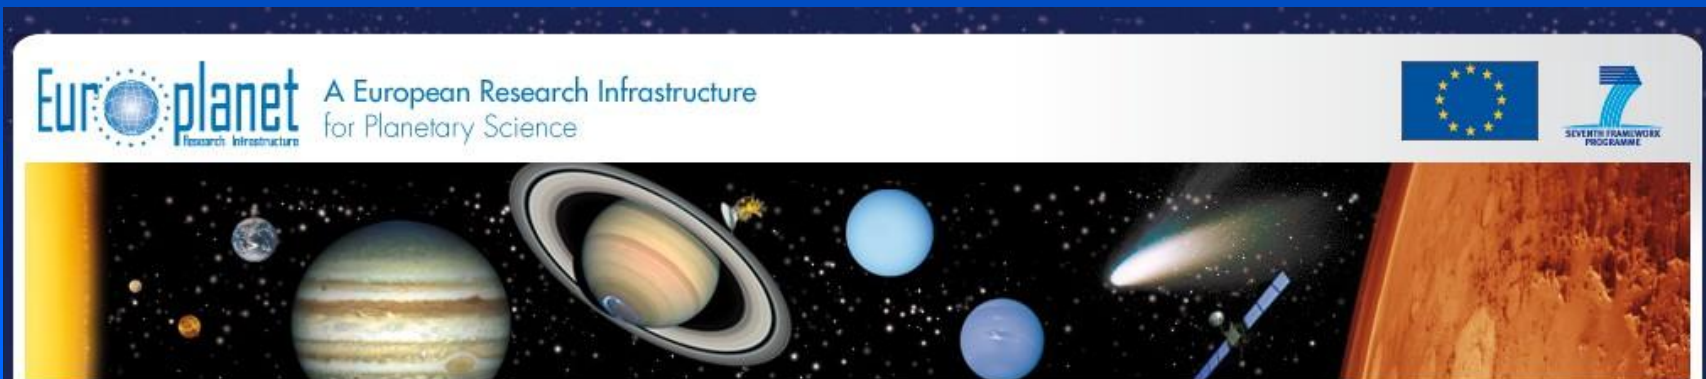 Europlanet
Research Infrastructure
A European Research Infrastructure
for Planetary Science
SEVENTH FRAMEWORK
PROGRAMME